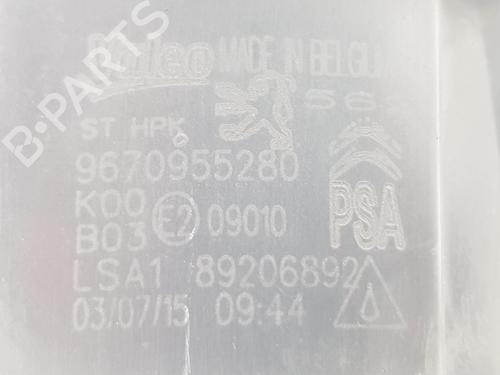 Valeo MADE IN BELGIUM
ST HPK 56
9670955280
K00 E2 09010
B03
PSA
LSA1 89206892
03/07/15 09:44
B-PARTS